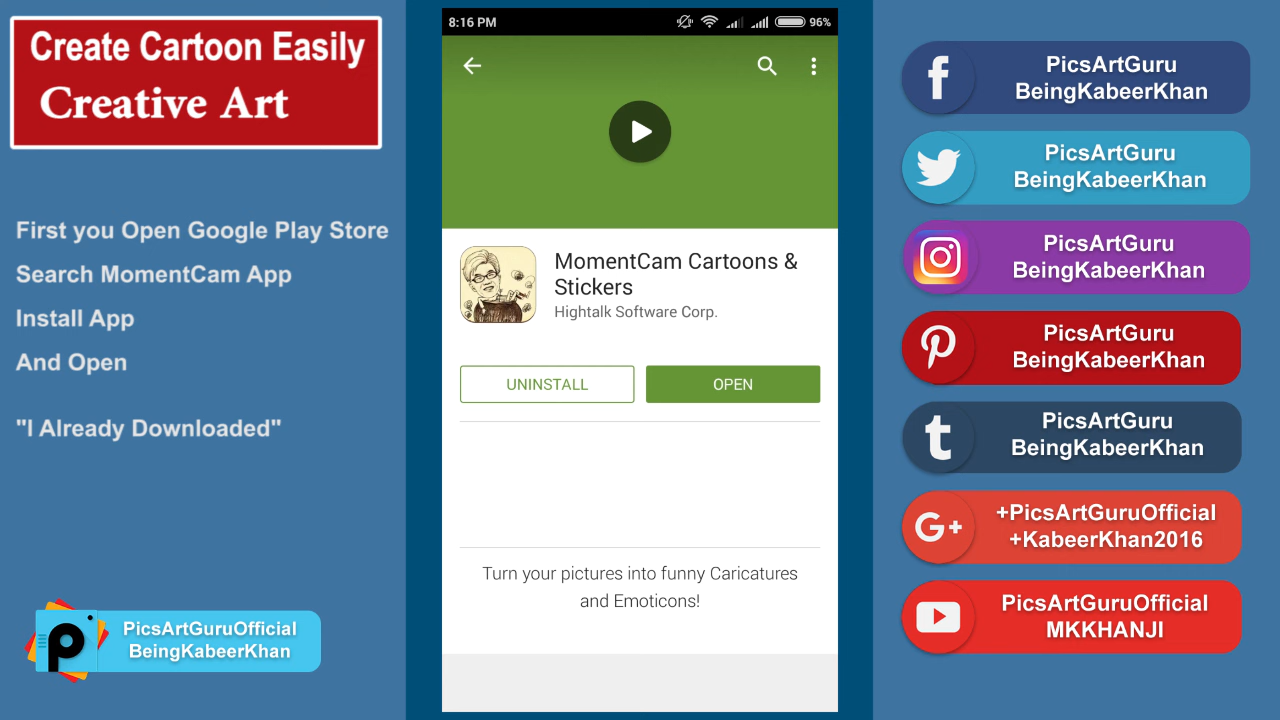 Create Cartoon Easily
Creative Art
First you Open Google Play Store
Search MomentCam App
Install App
And Open
"I Already Downloaded"
PicsArtGuruOfficial
BeingKabeerKhan
8:16 PM
96%
MomentCam Cartoons &
Stickers
Hightalk Software Corp.
UNINSTALL
OPEN
Turn your pictures into funny Caricatures
and Emoticons!
PicsArtGuru
BeingKabeerKhan
PicsArtGuru
BeingKabeerKhan
PicsArtGuru
BeingKabeerKhan
PicsArtGuru
BeingKabeerKhan
PicsArtGuru
BeingKabeerKhan
+PicsArtGuruOfficial
+KabeerKhan2016
PicsArtGuruOfficial
MKKHANJI